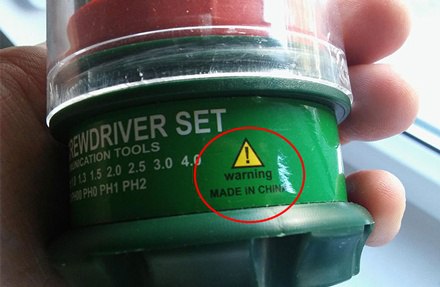 REWDRIVER SET
UNICATION TOOLS
1.3 1.5 2.0 2.5 3.0 4.0
PH0 PH1 PH2
!
warning
MADE IN CHINA